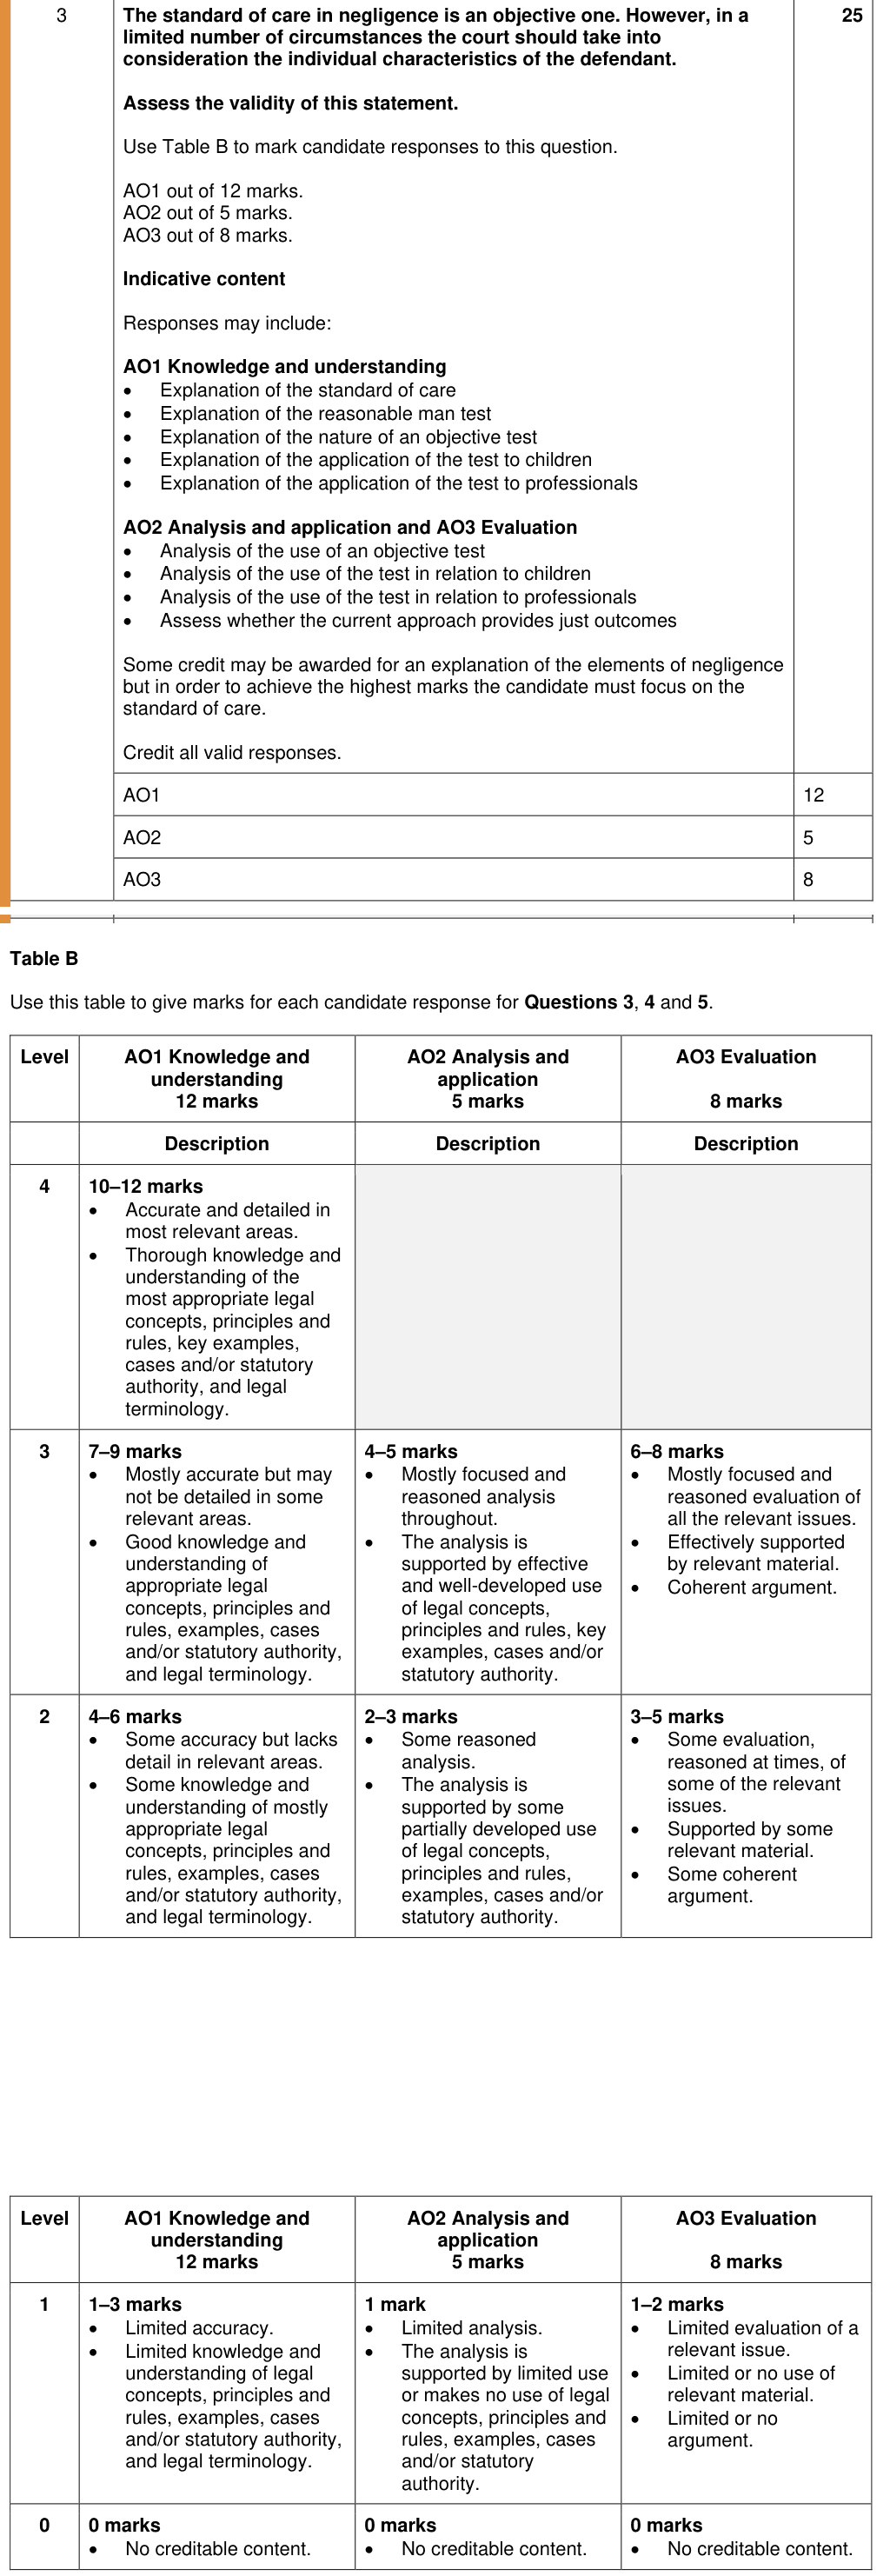 3
The standard of care in negligence is an objective one. However, in a
limited number of circumstances the court should take into
consideration the individual characteristics of the defendant.
25
Assess the validity of this statement.
Use Table B to mark candidate responses to this question.
AO1 out of 12 marks.
AO2 out of 5 marks.
AO3 out of 8 marks.
Indicative content
Responses may include:
AO1 Knowledge and understanding
• Explanation of the standard of care
• Explanation of the reasonable man test
• Explanation of the nature of an objective test
• Explanation of the application of the test to children
• Explanation of the application of the test to professionals
AO2 Analysis and application and AO3 Evaluation
• Analysis of the use of an objective test
• Analysis of the use of the test in relation to children
• Analysis of the use of the test in relation to professionals
• Assess whether the current approach provides just outcomes
Some credit may be awarded for an explanation of the elements of negligence
but in order to achieve the highest marks the candidate must focus on the
standard of care.
Credit all valid responses.
AO1 12
AO2 5
AO3 8
Table B
Use this table to give marks for each candidate response for Questions 3, 4 and 5.
Level
AO1 Knowledge and
understanding
12 marks
AO2 Analysis and
application
5 marks
AO3 Evaluation
8 marks
Description
Description
Description
4
10–12 marks
• Accurate and detailed in
most relevant areas.
• Thorough knowledge and
understanding of the
most appropriate legal
concepts, principles and
rules, key examples,
cases and/or statutory
authority, and legal
terminology.
3
7–9 marks
• Mostly accurate but may
not be detailed in some
relevant areas.
• Good knowledge and
understanding of
appropriate legal
concepts, principles and
rules, examples, cases
and/or statutory authority,
and legal terminology.
4–5 marks
• Mostly focused and
reasoned analysis
throughout.
• The analysis is
supported by effective
and well-developed use
of legal concepts,
principles and rules, key
examples, cases and/or
statutory authority.
6–8 marks
• Mostly focused and
reasoned evaluation of
all the relevant issues.
• Effectively supported
by relevant material.
• Coherent argument.
2
4–6 marks
• Some accuracy but lacks
detail in relevant areas.
• Some knowledge and
understanding of mostly
appropriate legal
concepts, principles and
rules, examples, cases
and/or statutory authority,
and legal terminology.
2–3 marks
• Some reasoned
analysis.
• The analysis is
supported by some
partially developed use
of legal concepts,
principles and rules,
examples, cases and/or
statutory authority.
3–5 marks
• Some evaluation,
reasoned at times, of
some of the relevant
issues.
• Supported by some
relevant material.
• Some coherent
argument.
Level
AO1 Knowledge and
understanding
12 marks
AO2 Analysis and
application
5 marks
AO3 Evaluation
8 marks
1
1–3 marks
• Limited accuracy.
• Limited knowledge and
understanding of legal
concepts, principles and
rules, examples, cases
and/or statutory authority,
and legal terminology.
1 mark
• Limited analysis.
• The analysis is
supported by limited use
or makes no use of legal
concepts, principles and
rules, examples, cases
and/or statutory
authority.
1–2 marks
• Limited evaluation of a
relevant issue.
• Limited or no use of
relevant material.
• Limited or no
argument.
0
0 marks
• No creditable content.
0 marks
• No creditable content.
0 marks
• No creditable content.